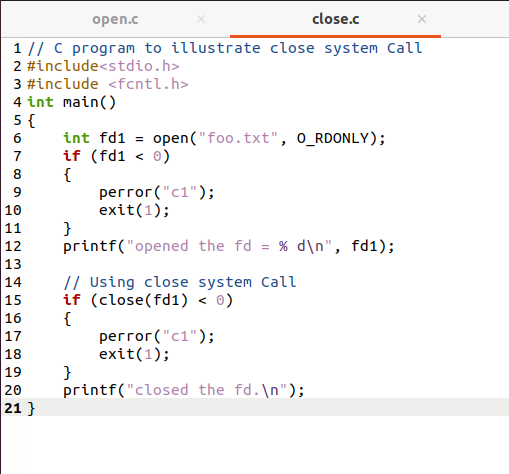 open.c × close.c ×
1 // C program to illustrate close system Call
2 #include<stdio.h>
3 #include <fcntl.h>
4 int main()
5 {
6     int fd1 = open("foo.txt", O_RDONLY);
7     if (fd1 < 0)
8     {
9         perror("c1");
10         exit(1);
11     }
12     printf("opened the fd = % d\n", fd1);
13
14     // Using close system Call
15     if (close(fd1) < 0)
16     {
17         perror("c1");
18         exit(1);
19     }
20     printf("closed the fd.\n");
21 }